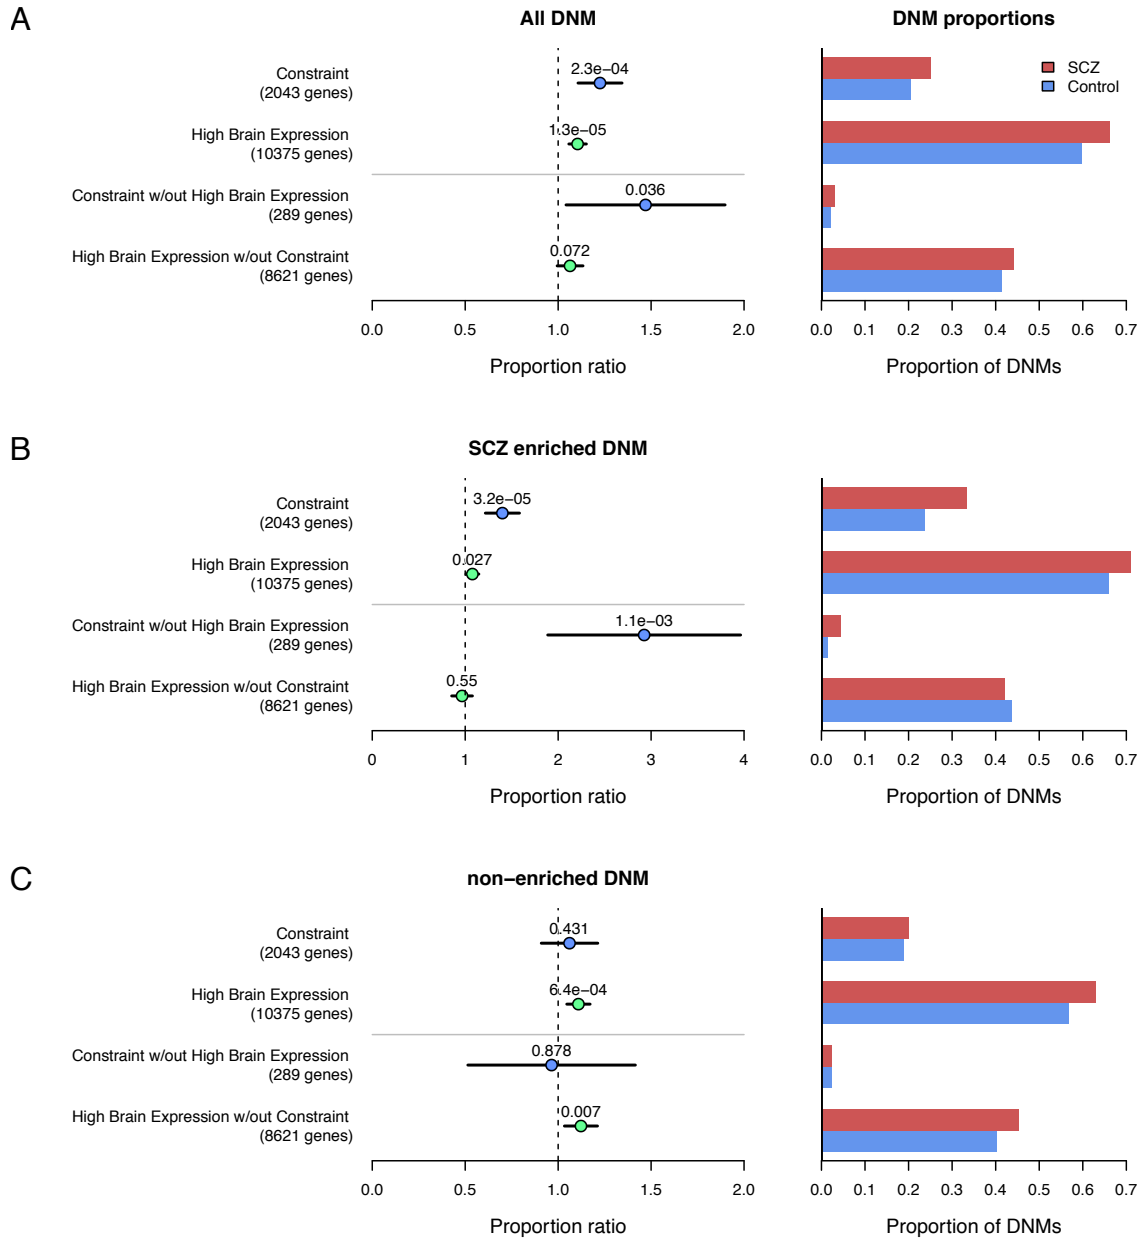 A
All DNM
DNM proportions
Constraint
(2043 genes)
2.3e−04
SCZ
Control
High Brain Expression
(10375 genes)
1.3e−05
Constraint w/out High Brain Expression
(289 genes)
0.036
High Brain Expression w/out Constraint
(8621 genes)
0.072
0.0 0.5 1.0 1.5 2.0
0.0 0.1 0.2 0.3 0.4 0.5 0.6 0.7
Proportion ratio
Proportion of DNMs
B
SCZ enriched DNM
Constraint
(2043 genes)
3.2e−05
High Brain Expression
(10375 genes)
0.027
Constraint w/out High Brain Expression
(289 genes)
1.1e−03
High Brain Expression w/out Constraint
(8621 genes)
0.55
0 1 2 3 4
0.0 0.1 0.2 0.3 0.4 0.5 0.6 0.7
Proportion ratio
Proportion of DNMs
C
non−enriched DNM
Constraint
(2043 genes)
0.431
High Brain Expression
(10375 genes)
6.4e−04
Constraint w/out High Brain Expression
(289 genes)
0.878
High Brain Expression w/out Constraint
(8621 genes)
0.007
0.0 0.5 1.0 1.5 2.0
0.0 0.1 0.2 0.3 0.4 0.5 0.6 0.7
Proportion ratio
Proportion of DNMs